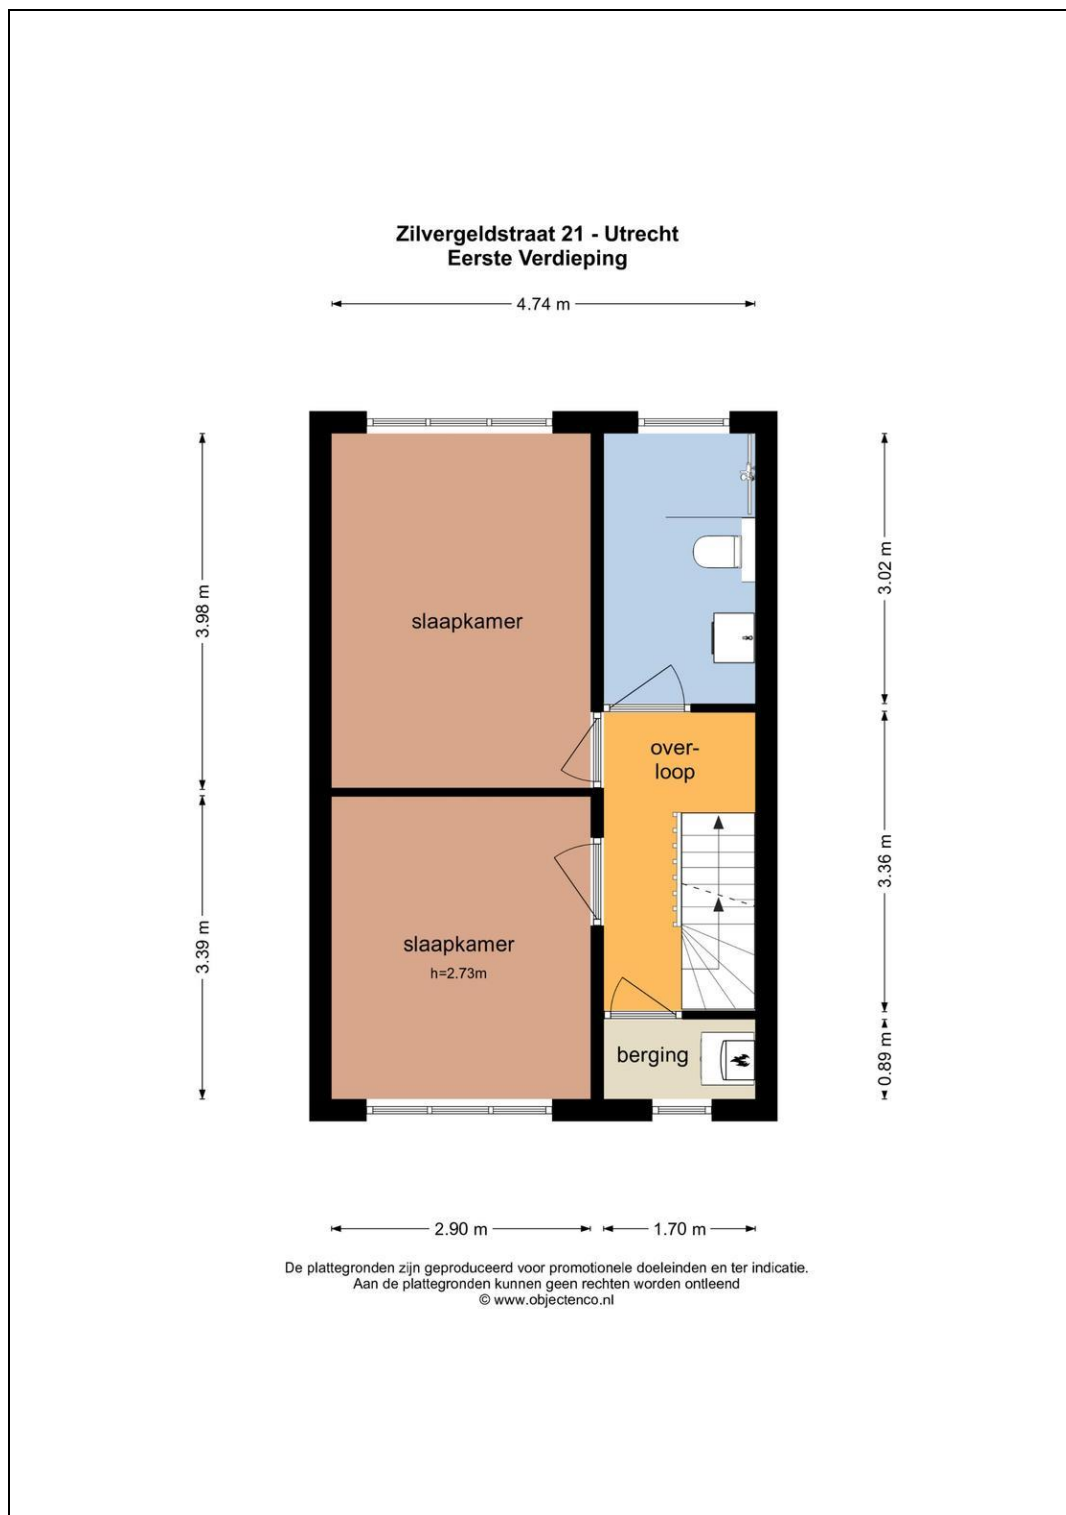 Zilvergeldstraat 21 - Utrecht
Eerste Verdieping
4.74 m
3.98 m
3.02 m
slaapkamer
over-
loop
3.36 m
3.39 m
slaapkamer
h=2.73m
berging
0.89 m
2.90 m
1.70 m
De plattegronden zijn geproduceerd voor promotionele doeleinden en ter indicatie.
Aan de plattegronden kunnen geen rechten worden ontleend
© www.objectenco.nl